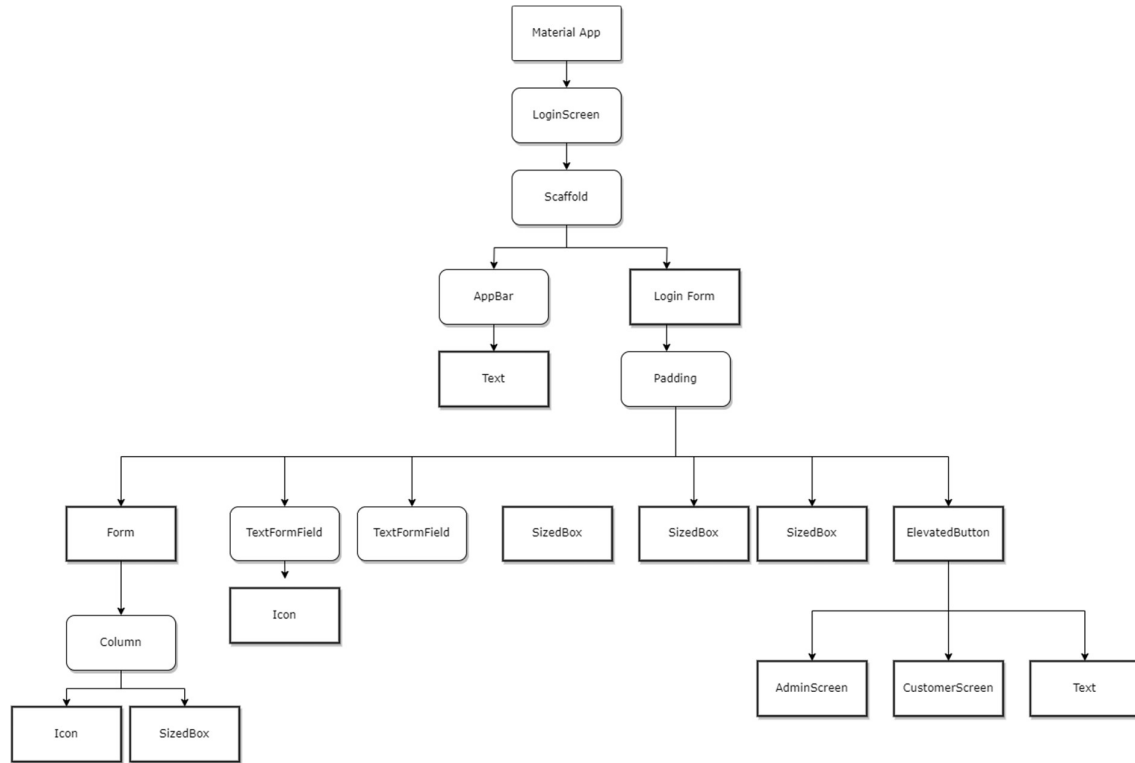 Material App
LoginScreen
Scaffold
AppBar
Login Form
Text
Padding
Form
TextFormField
TextFormField
SizedBox
SizedBox
SizedBox
ElevatedButton
Icon
Column
AdminScreen
CustomerScreen
Text
Icon
SizedBox